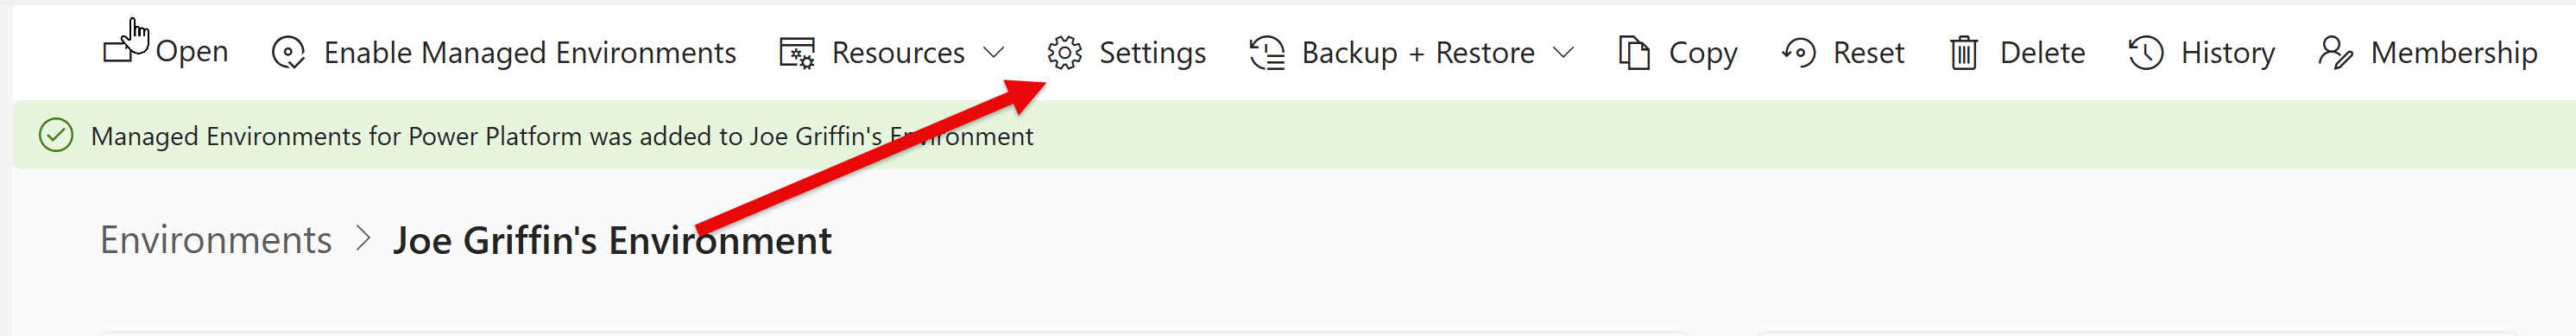 Open Enable Managed Environments Resources Settings Backup + Restore Copy Reset Delete History Membership
Managed Environments for Power Platform was added to Joe Griffin's Environment
Environments > Joe Griffin's Environment